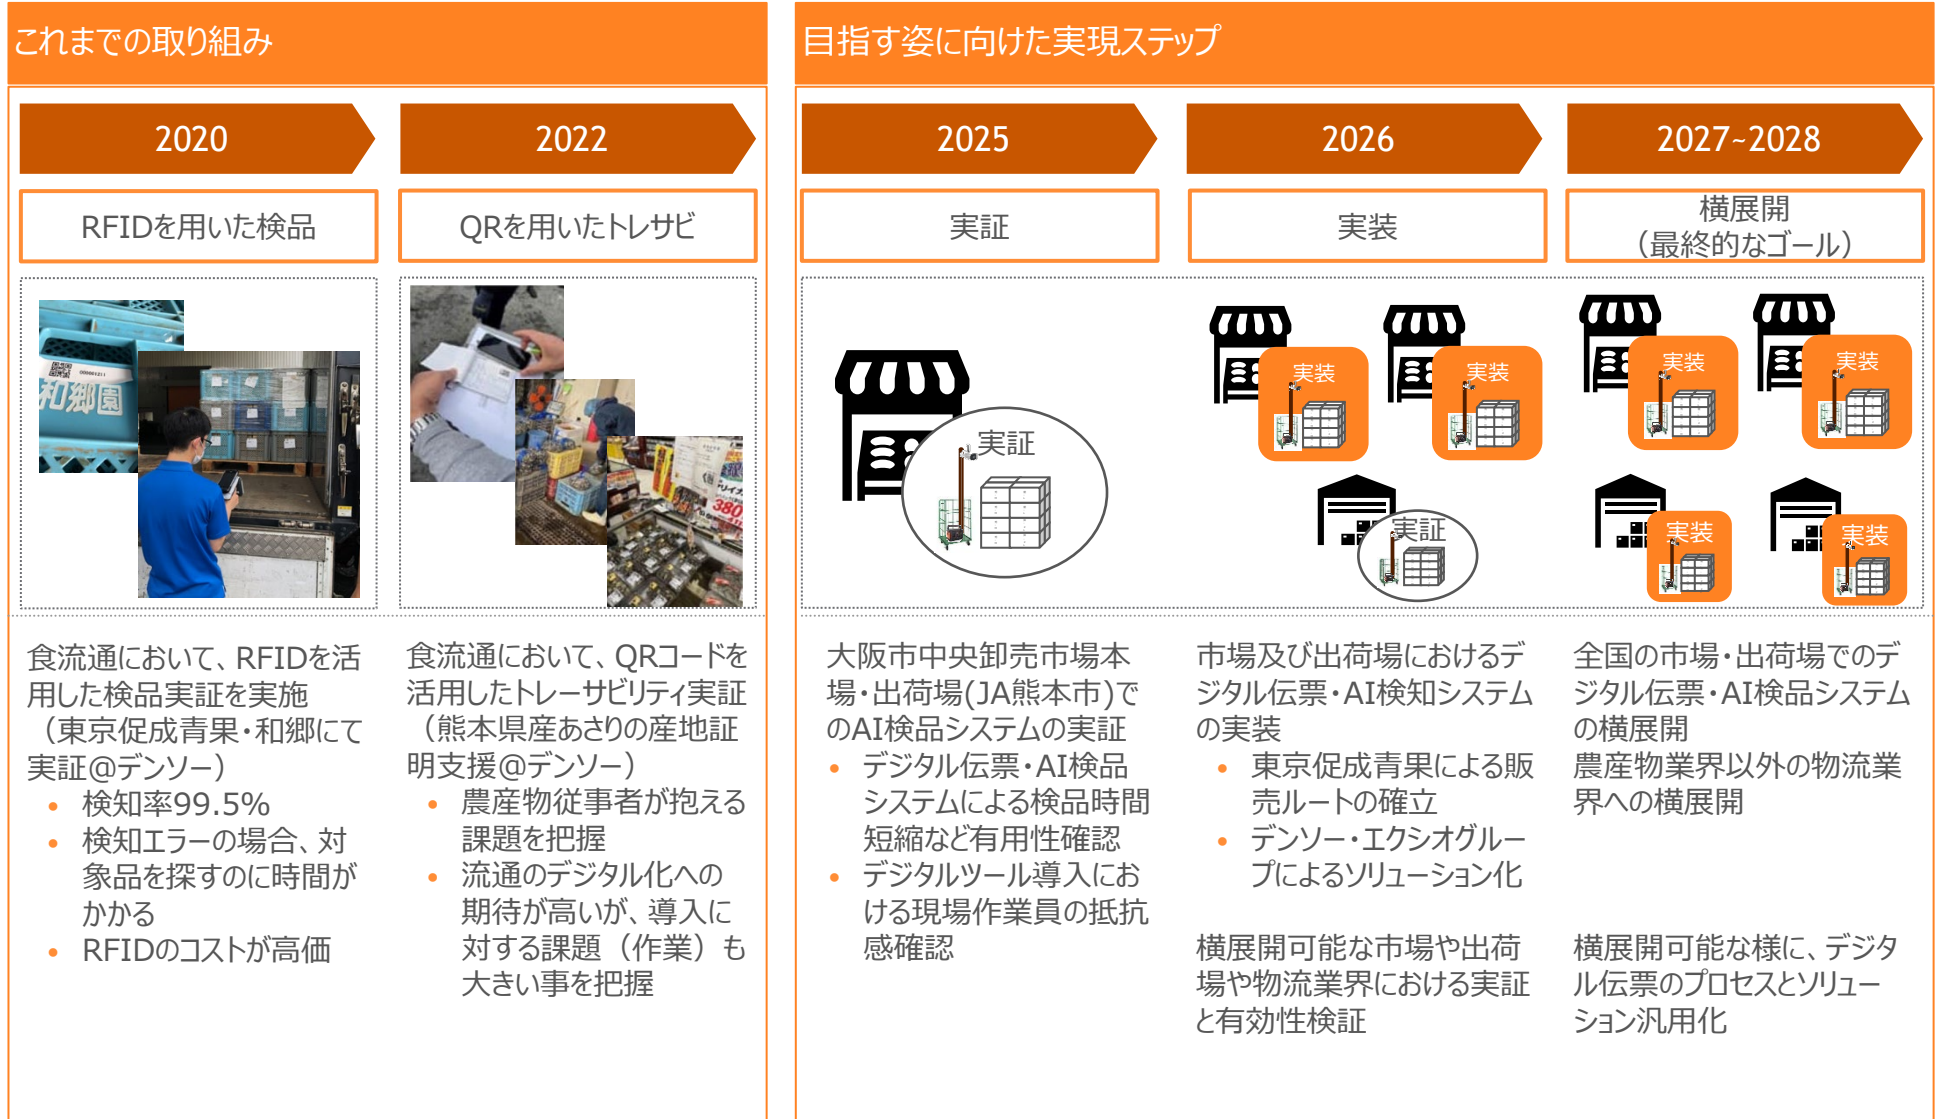 これまでの取り組み
目指す姿に向けた実現ステップ
2020
2022
2025
2026
2027~2028
RFIDを用いた検品
QRを用いたトレサビ
実証
実装
横展開
（最終的なゴール）
和郷園
380
実証
実装
実装
実証
実装
実装
実装
実装
食流通において、RFIDを活
用した検品実証を実施
（東京促成青果・和郷にて
実証@デンソー）
• 検知率99.5%
• 検知エラーの場合、対
象品を探すのに時間が
かかる
• RFIDのコストが高価
食流通において、QRコードを
活用したトレーサビリティ実証
（熊本県産あさりの産地証
明支援@デンソー）
• 農産物従事者が抱える
課題を把握
• 流通のデジタル化への
期待が高いが、導入に
対する課題（作業）も
大きい事を把握
大阪市中央卸売市場本
場・出荷場(JA熊本市)で
のAI検品システムの実証
• デジタル伝票・AI検品
システムによる検品時間
短縮など有用性確認
• デジタルツール導入にお
ける現場作業員の抵抗
感確認
市場及び出荷場におけるデ
ジタル伝票・AI検知システム
の実装
• 東京促成青果による販
売ルートの確立
• デンソー・エクシオグルー
プによるソリューション化
横展開可能な市場や出荷
場や物流業界における実証
と有効性検証
全国の市場・出荷場でのデ
ジタル伝票・AI検品システム
の横展開
農産物業界以外の物流業
界への横展開
横展開可能な様に、デジタ
ル伝票のプロセスとソリュー
ション汎用化